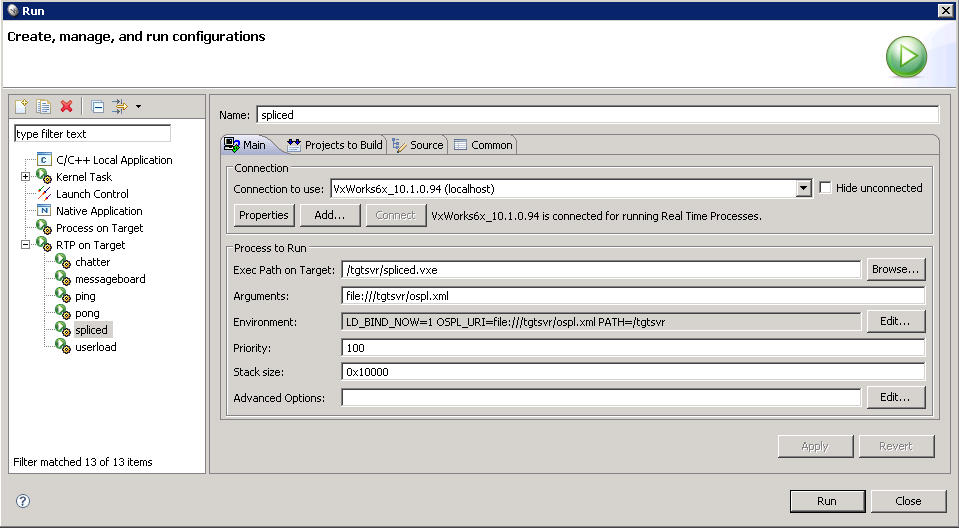 Run
Create, manage, and run configurations
type filter text
C/C++ Local Application
Kernel Task
Launch Control
Native Application
Process on Target
RTP on Target
chatter
messageboard
ping
pong
spliced
userload
Filter matched 13 of 13 items
Name: spliced
Main Projects to Build Source Common
Connection
Connection to use: VxWorks6x_10.1.0.94 (localhost) Hide unconnected
Properties Add... Connect VxWorks6x_10.1.0.94 is connected for running Real Time Processes.
Process to Run
Exec Path on Target: /tgtsvr/spliced.vxe Browse...
Arguments: file:///tgtsvr/ospl.xml
Environment: LD_BIND_NOW=1 OSPL_URI=file:///tgtsvr/ospl.xml PATH=/tgtsvr Edit...
Priority: 100
Stack size: 0x10000
Advanced Options: Edit...
Apply Revert
? Run Close